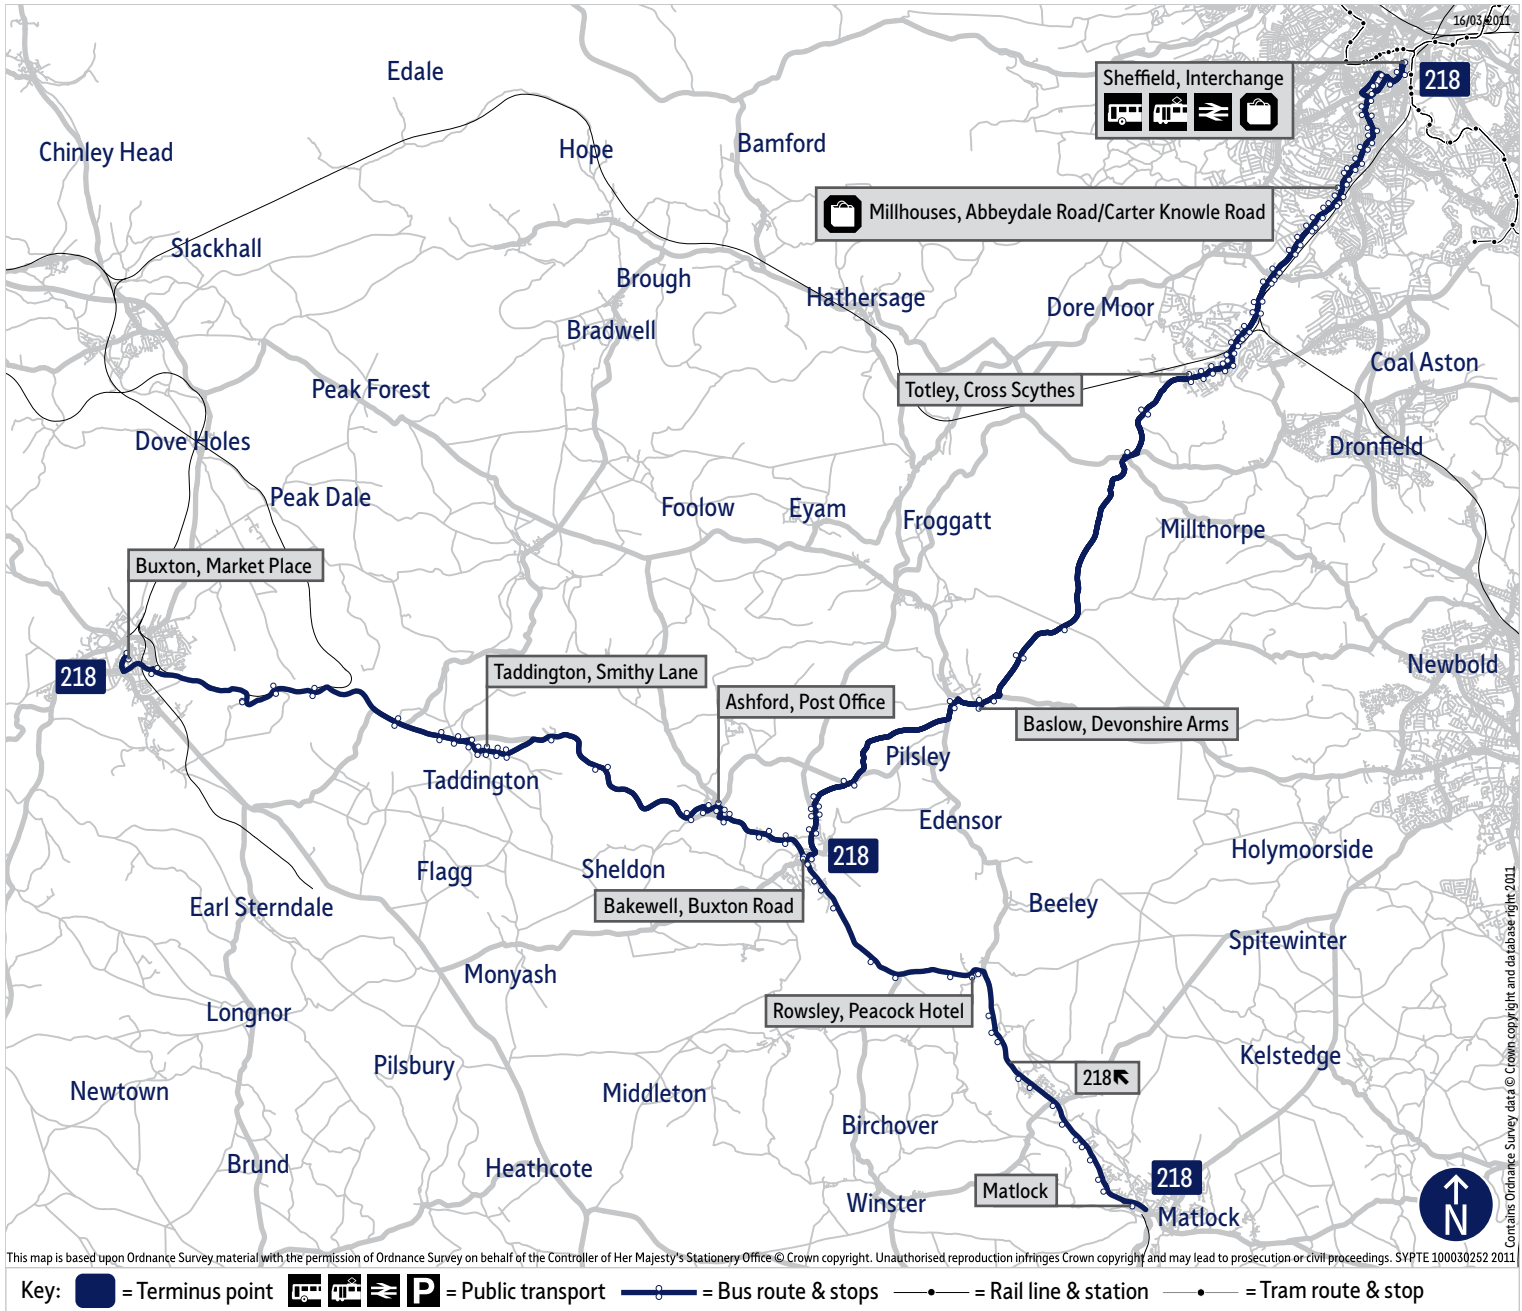 16/03/2011
Edale
Sheffield, Interchange
218
Chinley Head
Hope
Bamford
Millhouses, Abbeydale Road/Carter Knowle Road
Slackhall
Brough
Hathersage
Dore Moor
Bradwell
Coal Aston
Peak Forest
Totley, Cross Scythes
Dove Holes
Dronfield
Peak Dale
Foolow
Eyam
Froggatt
Millthorpe
Buxton, Market Place
218
Taddington, Smithy Lane
Newbold
Ashford, Post Office
Baslow, Devonshire Arms
Pilsley
Taddington
Edensor
218
Holymoorside
Flagg
Sheldon
Bakewell, Buxton Road
Earl Sterndale
Beeley
Spitewinter
Monyash
Longnor
Rowsley, Peacock Hotel
Kelstedge
Pilsbury
218
Newtown
Middleton
Birchover
Brund
Heathcote
218
Matlock
Winster
Matlock
N
Contains Ordnance Survey data © Crown copyright and database right 2011
This map is based upon Ordnance Survey material with the permission of Ordnance Survey on behalf of the Controller of Her Majesty's Stationery Office © Crown copyright. Unauthorised reproduction infringes Crown copyright and may lead to prosecution or civil proceedings. SYPTE 100030252 2011
Key: = Terminus point P = Public transport = Bus route & stops = Rail line & station = Tram route & stop